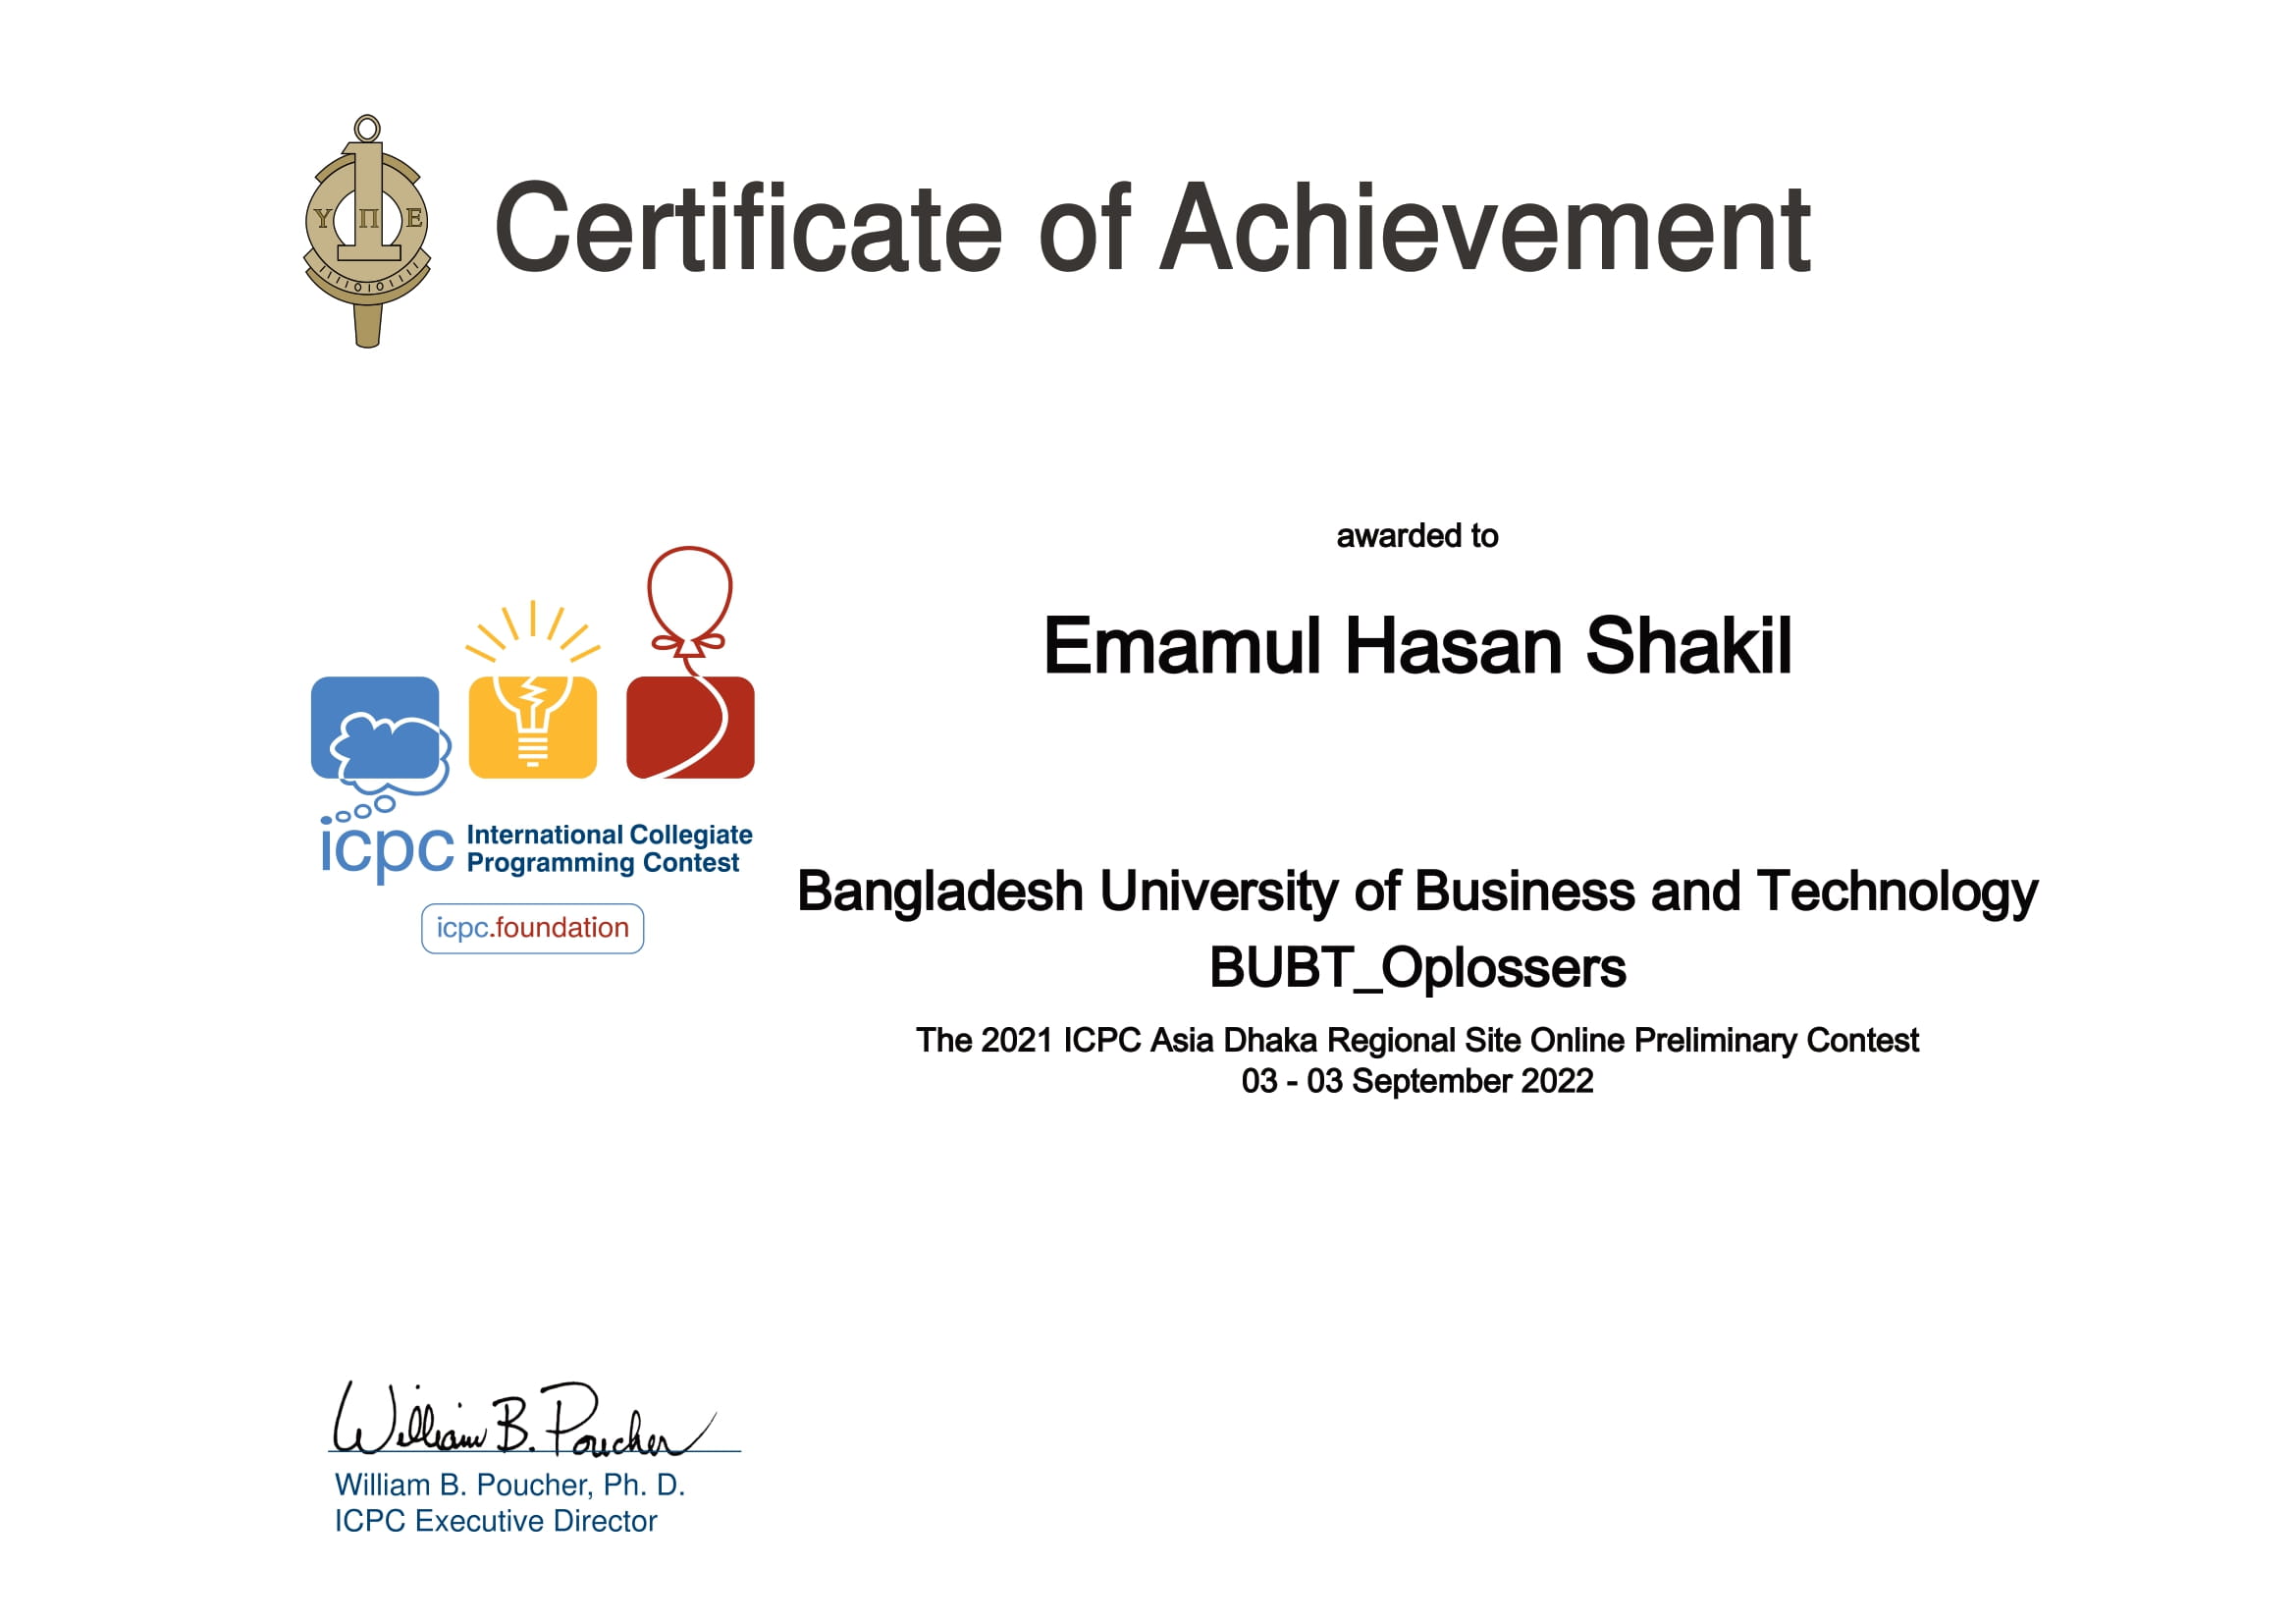 Certificate of Achievement
Υ Π Ε
awarded to
Emamul Hasan Shakil
icpc International Collegiate
Programming Contest
icpc.foundation
Bangladesh University of Business and Technology
BUBT_Oplossers
The 2021 ICPC Asia Dhaka Regional Site Online Preliminary Contest
03 - 03 September 2022
William B. Poucher
William B. Poucher, Ph. D.
ICPC Executive Director